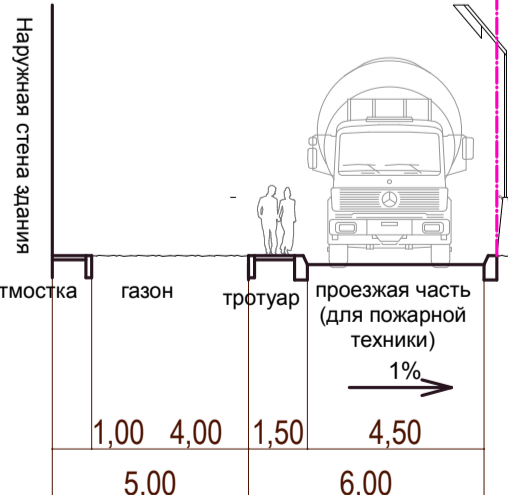 Наружная стена здания
тмостка
газон
тротуар
проезжая часть
(для пожарной
техники)
1%
1,00 4,00 1,50 4,50
5,00 6,00